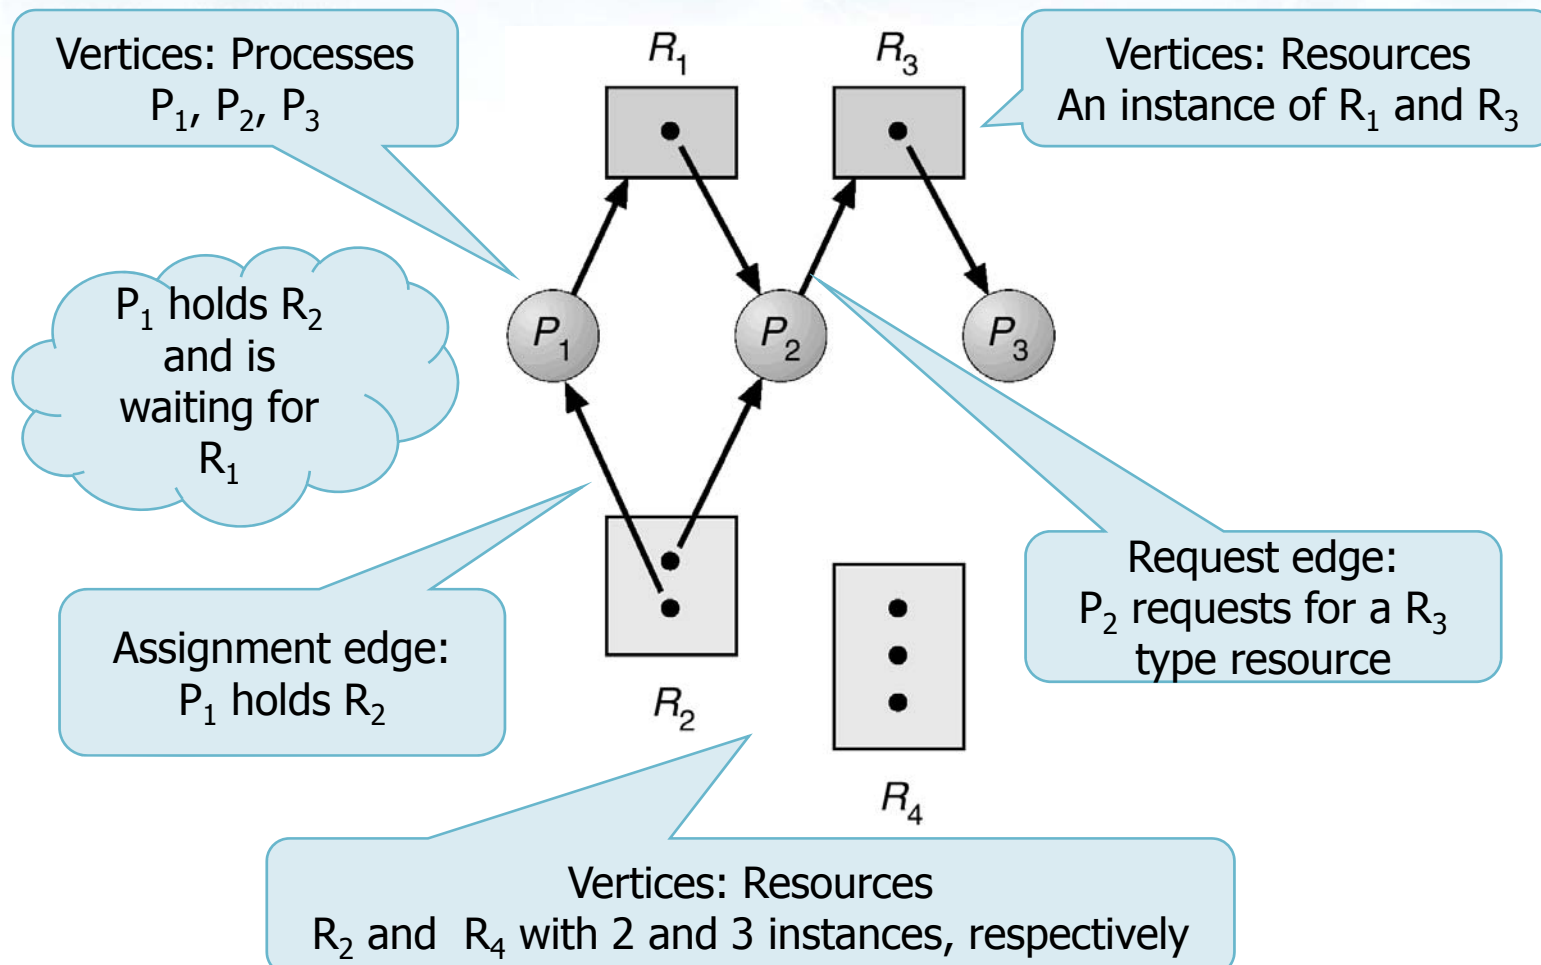 Vertices: Processes
P₁, P₂, P₃
R₁
R₃
Vertices: Resources
An instance of R₁ and R₃
P₁ holds R₂
and is
waiting for
R₁
P₁
P₂
P₃
Assignment edge:
P₁ holds R₂
R₂
R₄
Request edge:
P₂ requests for a R₃
type resource
Vertices: Resources
R₂ and R₄ with 2 and 3 instances, respectively